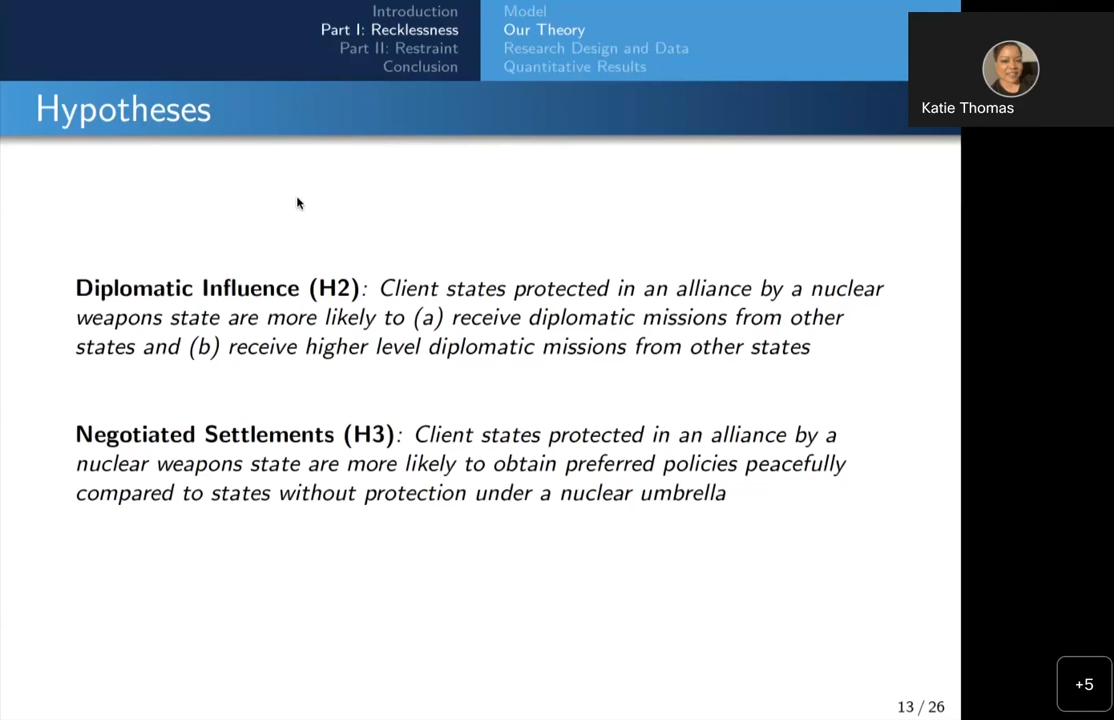 Introduction
Part I: Recklessness
Part II: Restraint
Conclusion
Model
Our Theory
Research Design and Data
Quantitative Results
Katie Thomas
Hypotheses
Diplomatic Influence (H2): Client states protected in an alliance by a nuclear
weapons state are more likely to (a) receive diplomatic missions from other
states and (b) receive higher level diplomatic missions from other states
Negotiated Settlements (H3): Client states protected in an alliance by a
nuclear weapons state are more likely to obtain preferred policies peacefully
compared to states without protection under a nuclear umbrella
+5
13 / 26